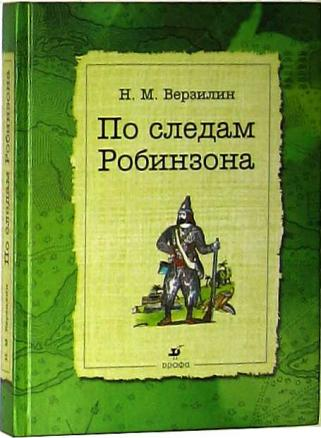 Н. М. Верзилин
По следам
Робинзона
дрофа
Н. М. Верзилин
По следам Робинзона